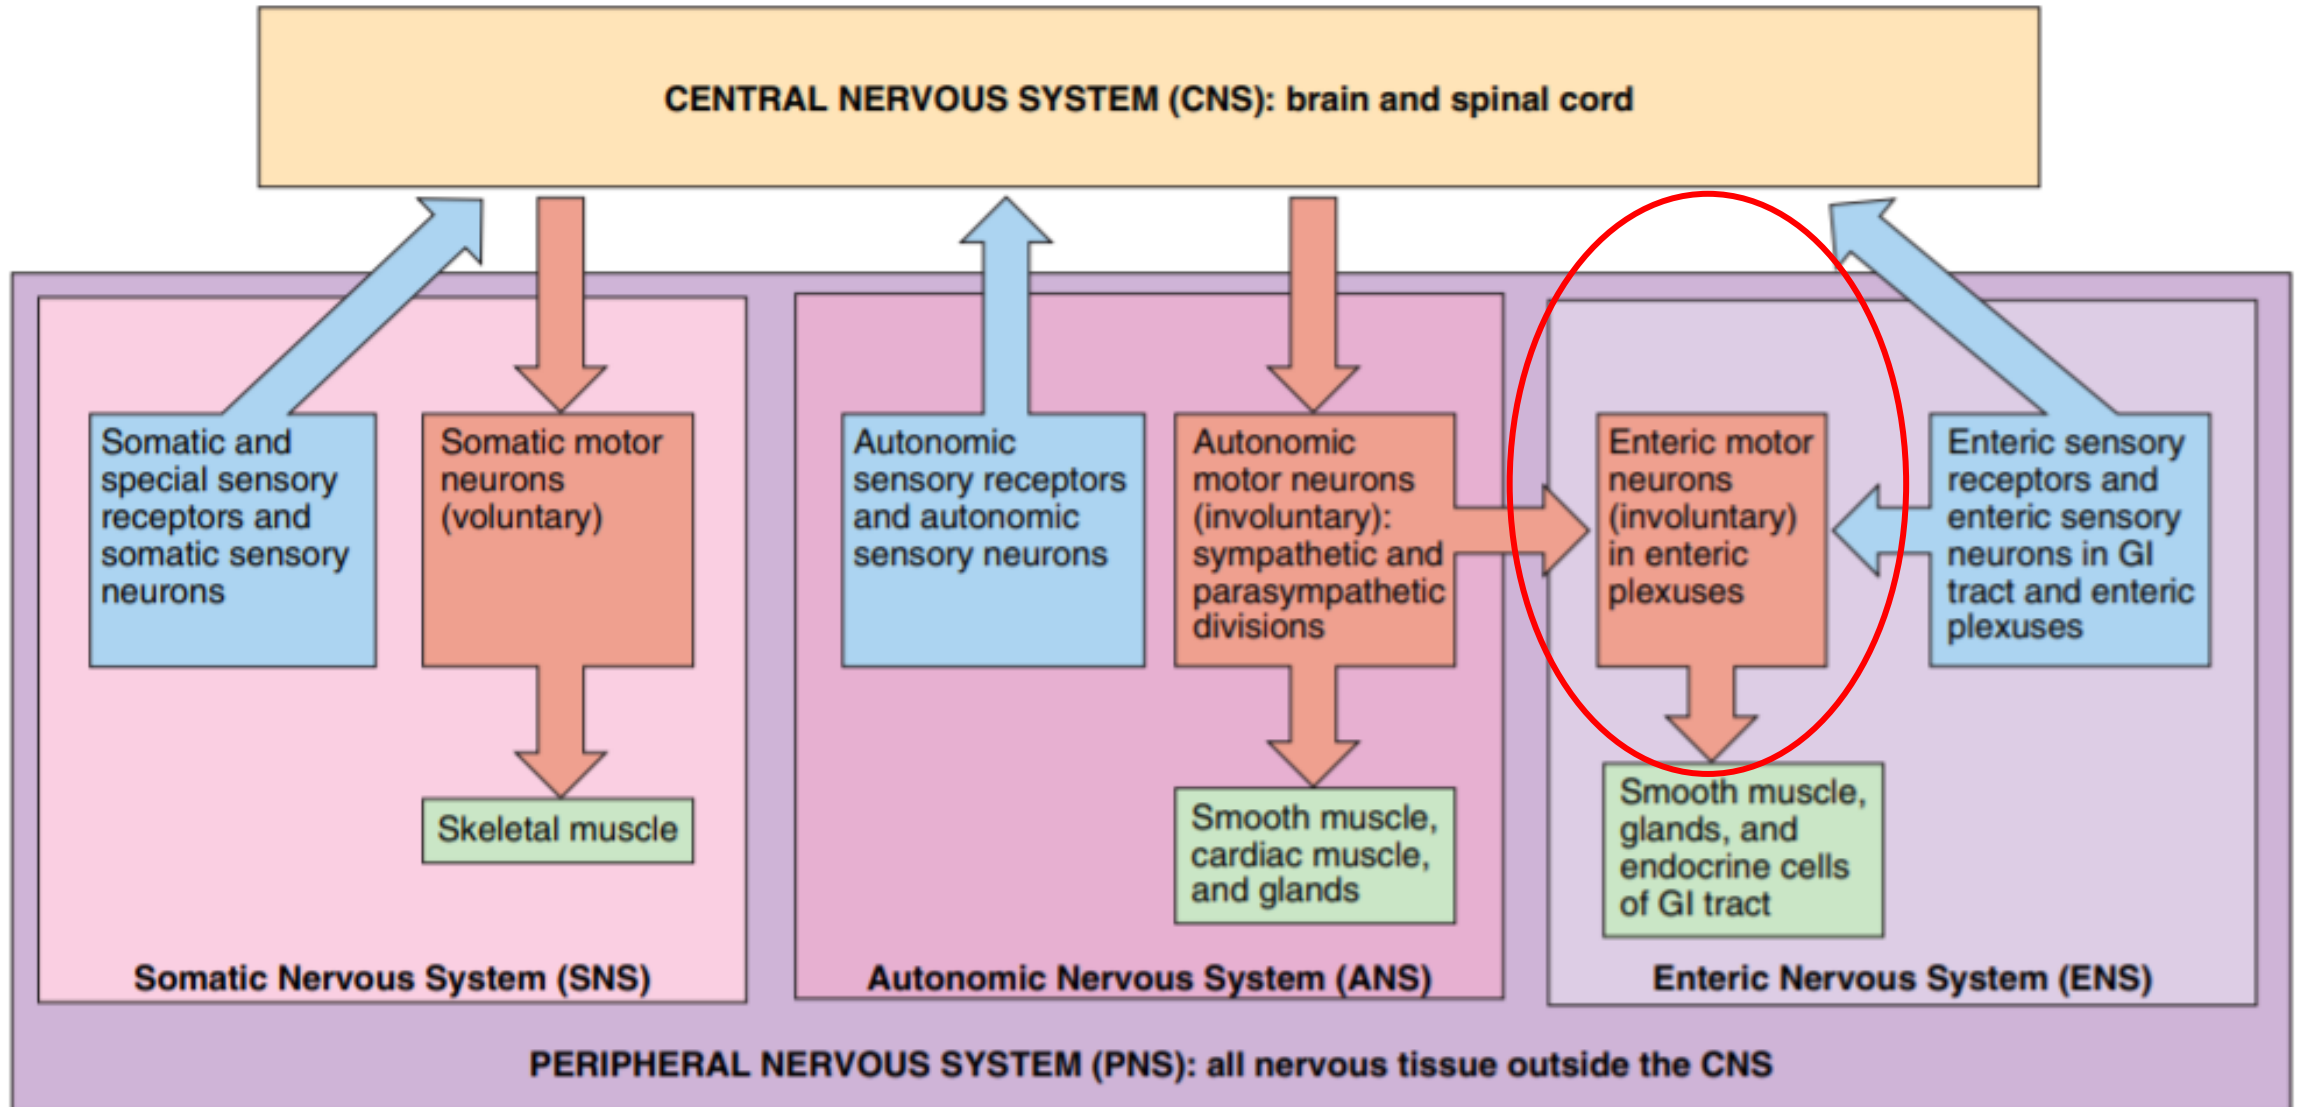 CENTRAL NERVOUS SYSTEM (CNS): brain and spinal cord
Somatic and
special sensory
receptors and
somatic sensory
neurons
Somatic motor
neurons
(voluntary)
Skeletal muscle
Somatic Nervous System (SNS)
Autonomic
sensory receptors
and autonomic
sensory neurons
Autonomic
motor neurons
(involuntary):
sympathetic and
parasympathetic
divisions
Smooth muscle,
cardiac muscle,
and glands
Autonomic Nervous System (ANS)
Enteric motor
neurons
(involuntary)
in enteric
plexuses
Enteric sensory
receptors and
enteric sensory
neurons in GI
tract and enteric
plexuses
Smooth muscle,
glands, and
endocrine cells
of GI tract
Enteric Nervous System (ENS)
PERIPHERAL NERVOUS SYSTEM (PNS): all nervous tissue outside the CNS